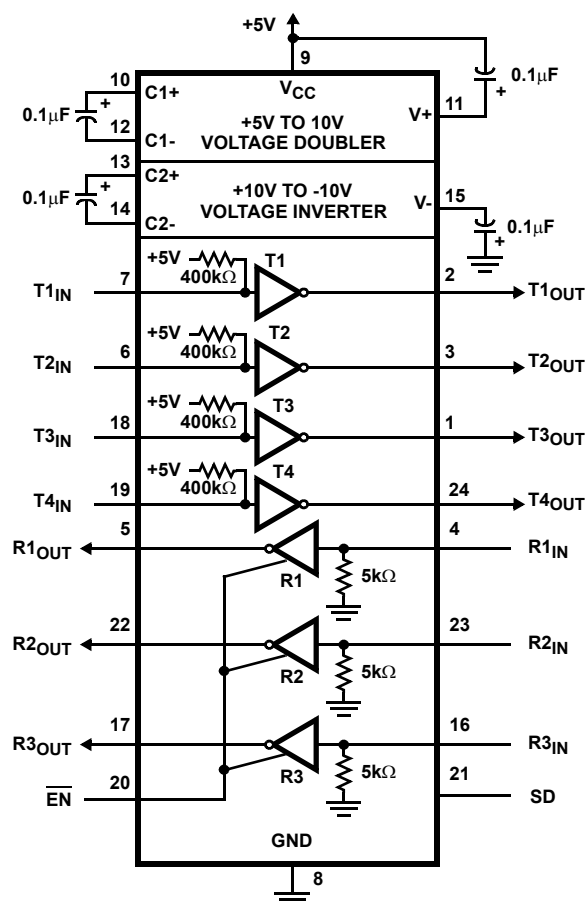 +5V
9
10
C1+
VCC
0.1μF
+
0.1μF
+
11
V+
12
C1-
+5V TO 10V
VOLTAGE DOUBLER
13
C2+
0.1μF
+
+10V TO -10V
VOLTAGE INVERTER
V-
15
14
C2-
0.1μF
+
+5V
400kΩ
T1
T1IN
7
2
T1OUT
+5V
400kΩ
T2
T2IN
6
3
T2OUT
+5V
400kΩ
T3
T3IN
18
1
T3OUT
+5V
400kΩ
T4
T4IN
19
24
T4OUT
R1OUT
5
4
R1IN
R1
5kΩ
R2OUT
22
23
R2IN
R2
5kΩ
R3OUT
17
16
R3IN
R3
5kΩ
EN
20
21
SD
GND
8